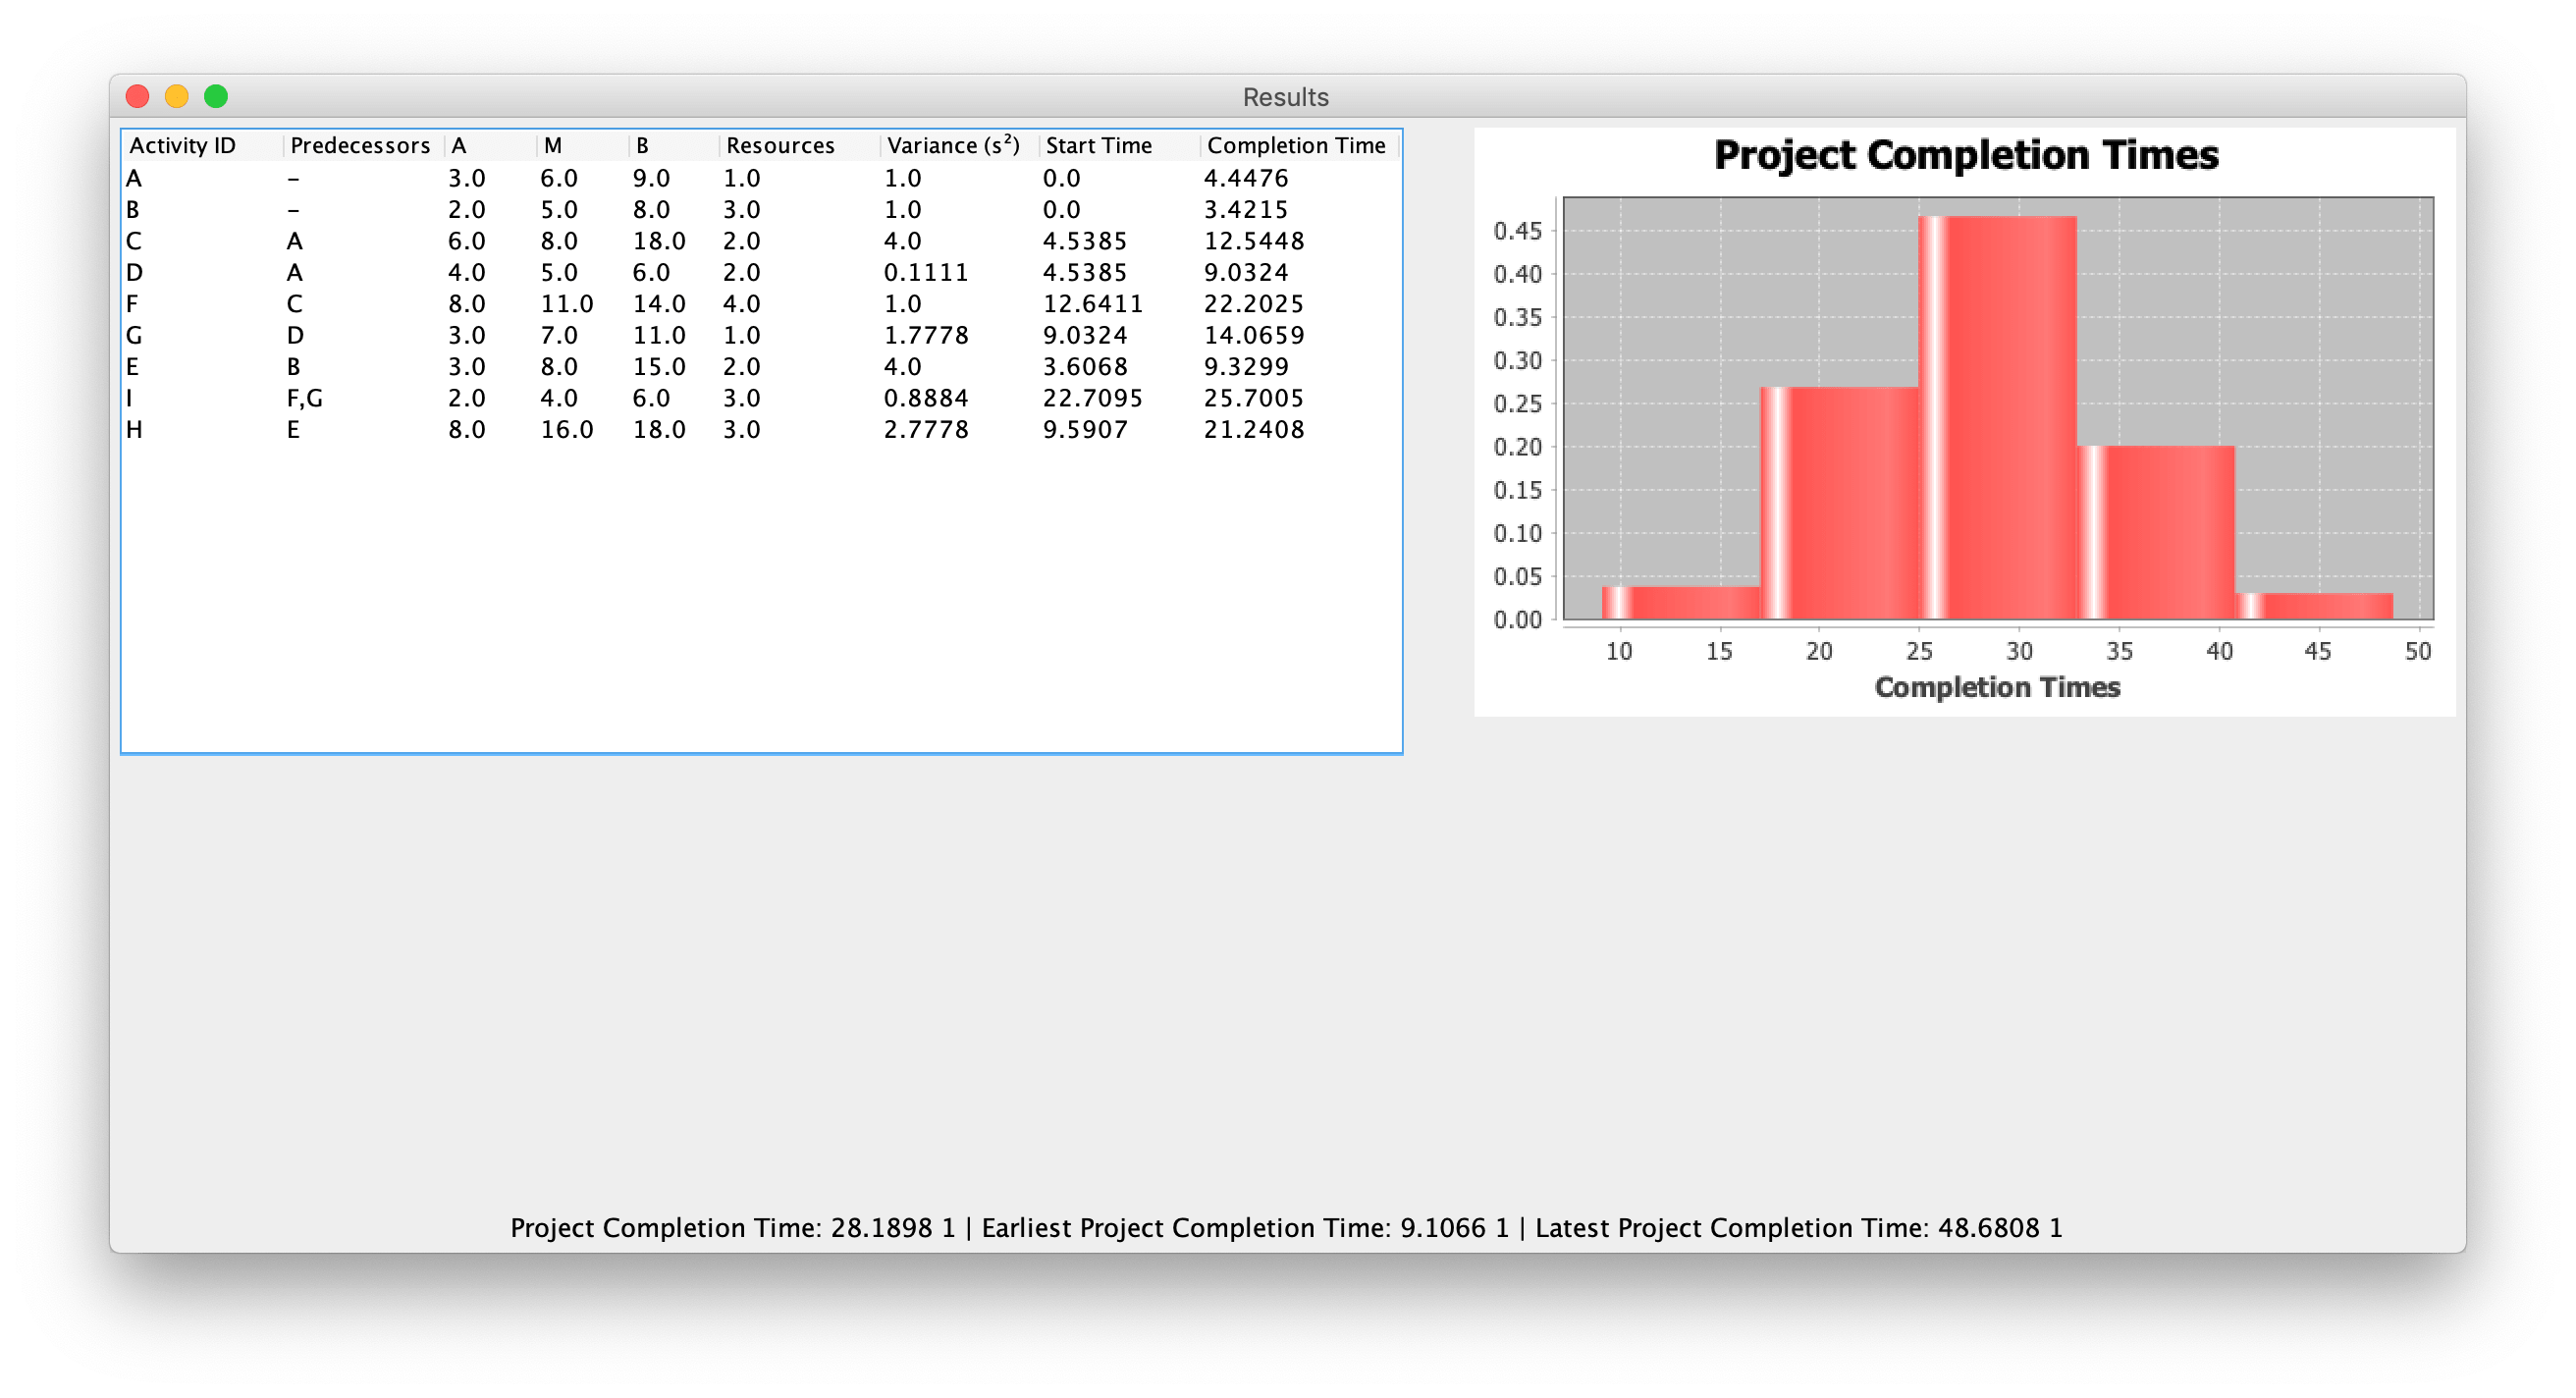 Results
Activity ID Predecessors A M B Resources Variance (s²) Start Time Completion Time
A – 3.0 6.0 9.0 1.0 1.0 0.0 4.4476
B – 2.0 5.0 8.0 3.0 1.0 0.0 3.4215
C A 6.0 8.0 18.0 2.0 4.0 4.5385 12.5448
D A 4.0 5.0 6.0 2.0 0.1111 4.5385 9.0324
F C 8.0 11.0 14.0 4.0 1.0 12.6411 22.2025
G D 3.0 7.0 11.0 1.0 1.7778 9.0324 14.0659
E B 3.0 8.0 15.0 2.0 4.0 3.6068 9.3299
I F,G 2.0 4.0 6.0 3.0 0.8884 22.7095 25.7005
H E 8.0 16.0 18.0 3.0 2.7778 9.5907 21.2408
Project Completion Times
0.45
0.40
0.35
0.30
0.25
0.20
0.15
0.10
0.05
0.00
10 15 20 25 30 35 40 45 50
Completion Times
Project Completion Time: 28.1898 1 | Earliest Project Completion Time: 9.1066 1 | Latest Project Completion Time: 48.6808 1